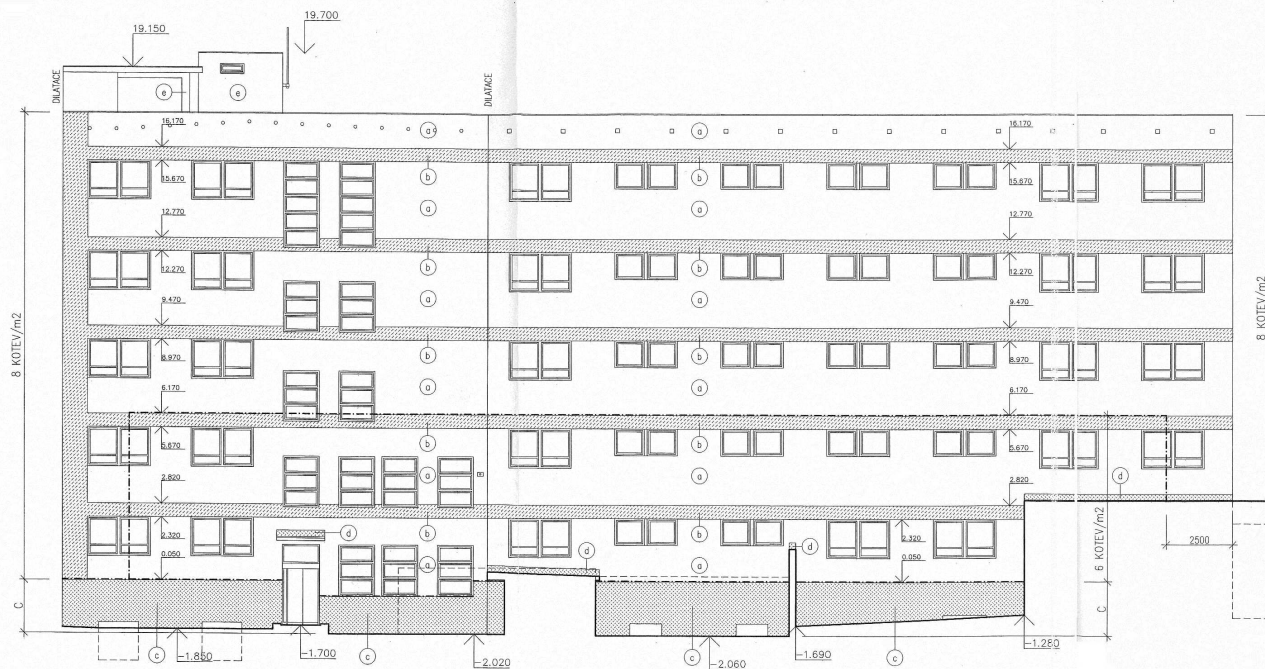 19.700
19.150
DILATACE
DILATACE
e
e
16.170
a
a
16.170
b
b
15.670
15.670
a
a
12.770
12.770
b
b
12.270
12.270
a
a
9.470
9.470
8 KOTEV/m2
8 KOTEV/m2
b
b
8.970
8.970
a
a
6.170
6.170
b
b
5.670
5.670
a
a
d
2.820
2.820
b
b
d
d
2.320
2.320
6 KOTEV/m2
2500
0.050
a
d
a
0.050
C
C
c
-1.850
-1.700
c
-2.020
c
-2.060
-1.690
c
-1.280